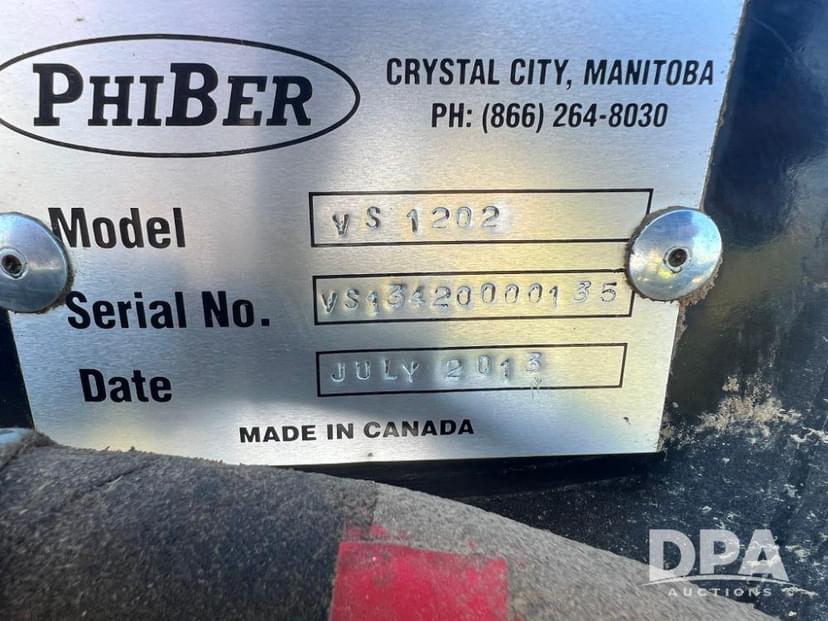 PHIBER
CRYSTAL CITY, MANITOBA
PH: (866) 264-8030
Model VS 1202
Serial No. VS13420000135
Date JULY 2013
MADE IN CANADA
DPA
AUCTIONS